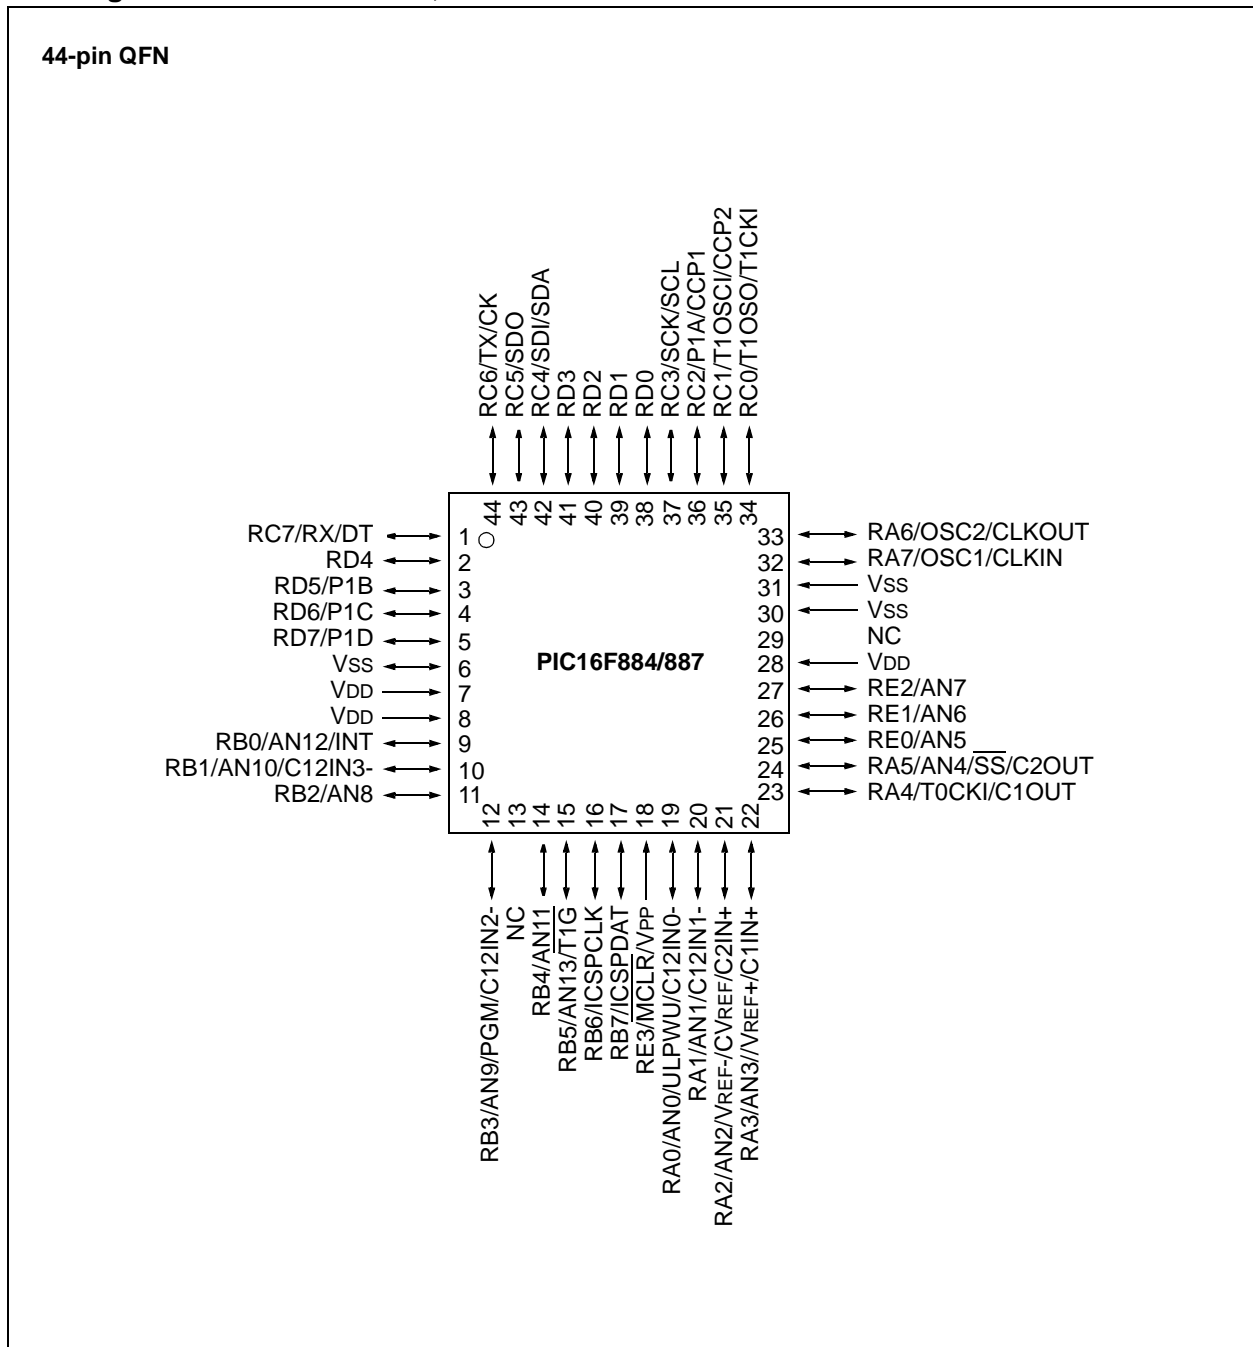 44-pin QFN
RC6/TX/CK
RC5/SDO
RC4/SDI/SDA
RD3
RD2
RD1
RD0
RC3/SCK/SCL
RC2/P1A/CCP1
RC1/T1OSCI/CCP2
RC0/T1OSO/T1CKI
44
43
42
41
40
39
38
37
36
35
34
RC7/RX/DT 1
RD4 2
RD5/P1B 3
RD6/P1C 4
RD7/P1D 5
VSS 6
VDD 7
VDD 8
RB0/AN12/INT 9
RB1/AN10/C12IN3- 10
RB2/AN8 11
PIC16F884/887
33 RA6/OSC2/CLKOUT
32 RA7/OSC1/CLKIN
31 VSS
30 VSS
29 NC
28 VDD
27 RE2/AN7
26 RE1/AN6
25 RE0/AN5
24 RA5/AN4/SS/C2OUT
23 RA4/T0CKI/C1OUT
12
13
14
15
16
17
18
19
20
21
22
RB3/AN9/PGM/C12IN2-
NC
RB4/AN11
RB5/AN13/T1G
RB6/ICSPCLK
RB7/ICSPDAT
RE3/MCLR/VPP
RA0/AN0/ULPWU/C12IN0-
RA1/AN1/C12IN1-
RA2/AN2/VREF-/CVREF/C2IN+
RA3/AN3//VREF+/C1IN+